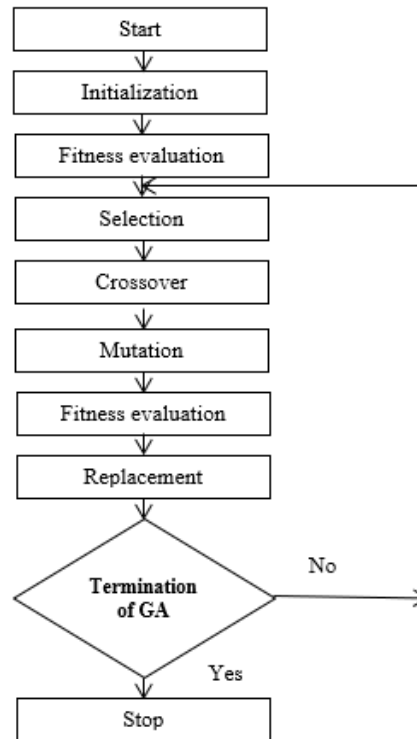 Start
Initialization
Fitness evaluation
Selection
Crossover
Mutation
Fitness evaluation
Replacement
Termination
of GA
No
Yes
Stop